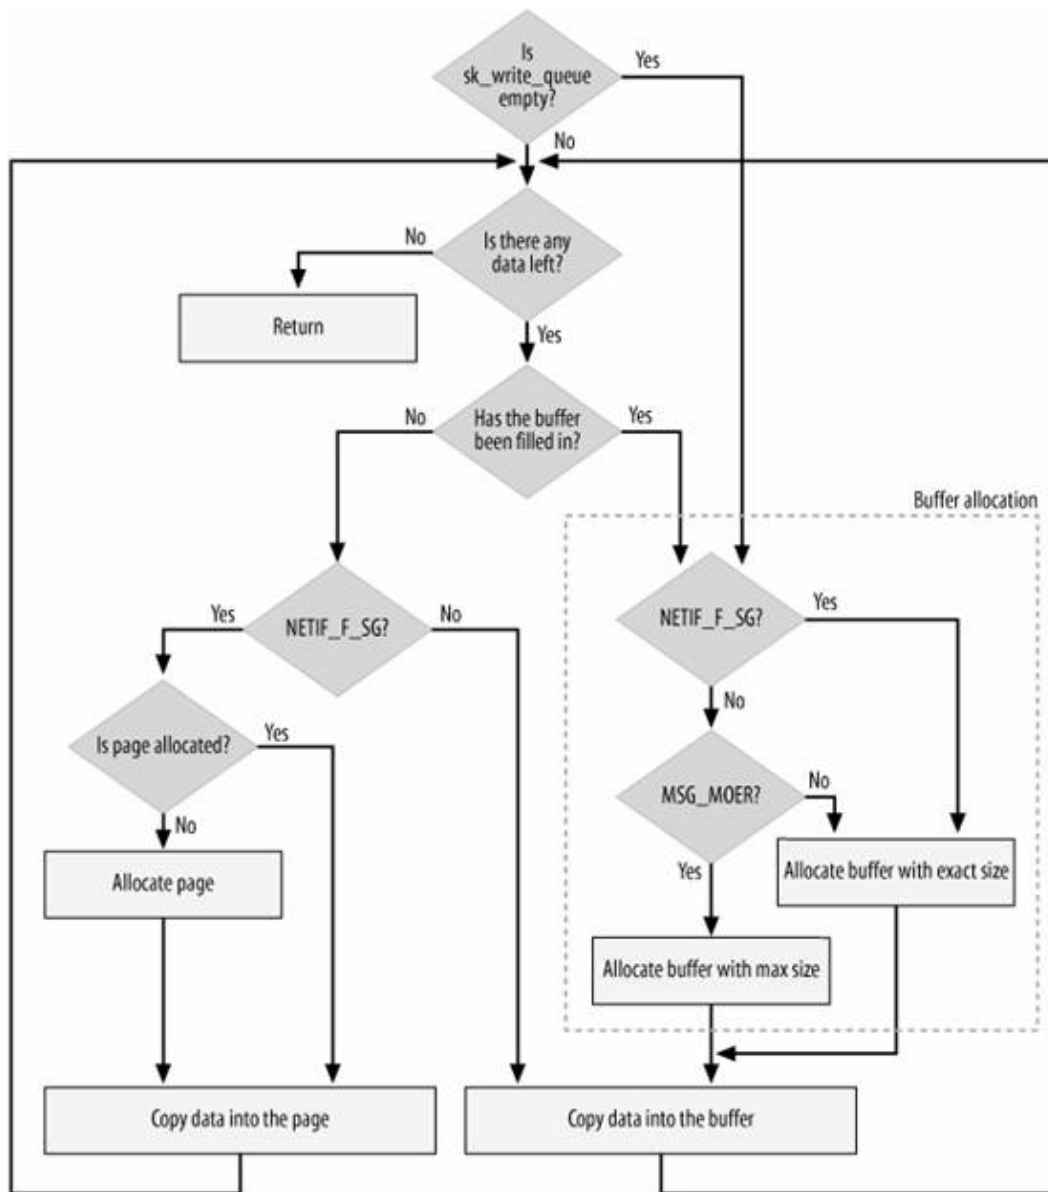 Is
sk_write_queue
empty?
Yes
No
No
Is there any
data left?
Return
Yes
No
Has the buffer
been filled in?
Yes
Buffer allocation
Yes
NETIF_F_SG?
No
NETIF_F_SG?
Yes
No
Is page allocated?
Yes
MSG_MOER?
No
No
Allocate page
Yes
Allocate buffer with exact size
Allocate buffer with max size
Copy data into the page
Copy data into the buffer